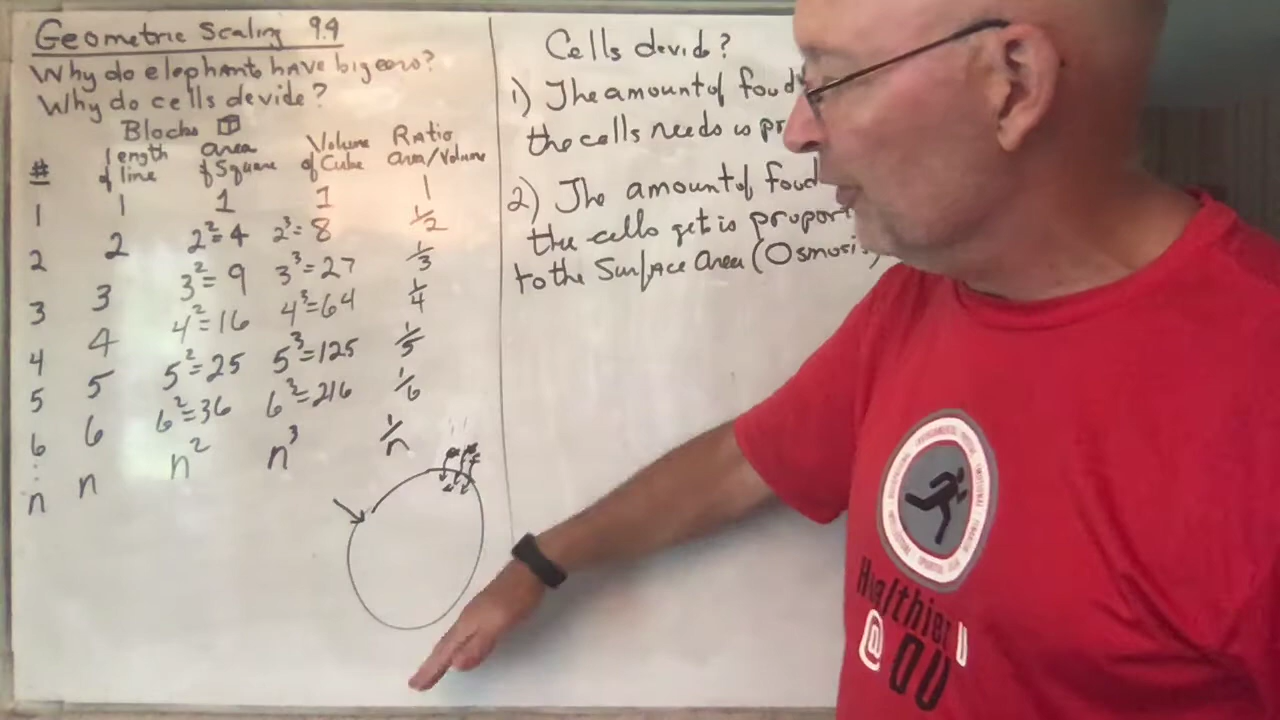 Geometric Scaling 9.4
Why do elephants have big ears?
Why do cells devide?
Blocks
# length of line area of Square Volume of Cube Ratio area/Volume
1 1 1 1 1
2 2 2²=4 2³=8 1/2
3 3 3²=9 3³=27 1/3
4 4 4²=16 4³=64 1/4
5 5 5²=25 5³=125 1/5
6 6 6²=36 6³=216 1/6
n n n² n³ 1/n
Cells devid?
1) The amount of food
the cells needs is pr
2) The amount of food
the cells get is proport
to the Surface area (Osmosis)
Healthier
@ OU